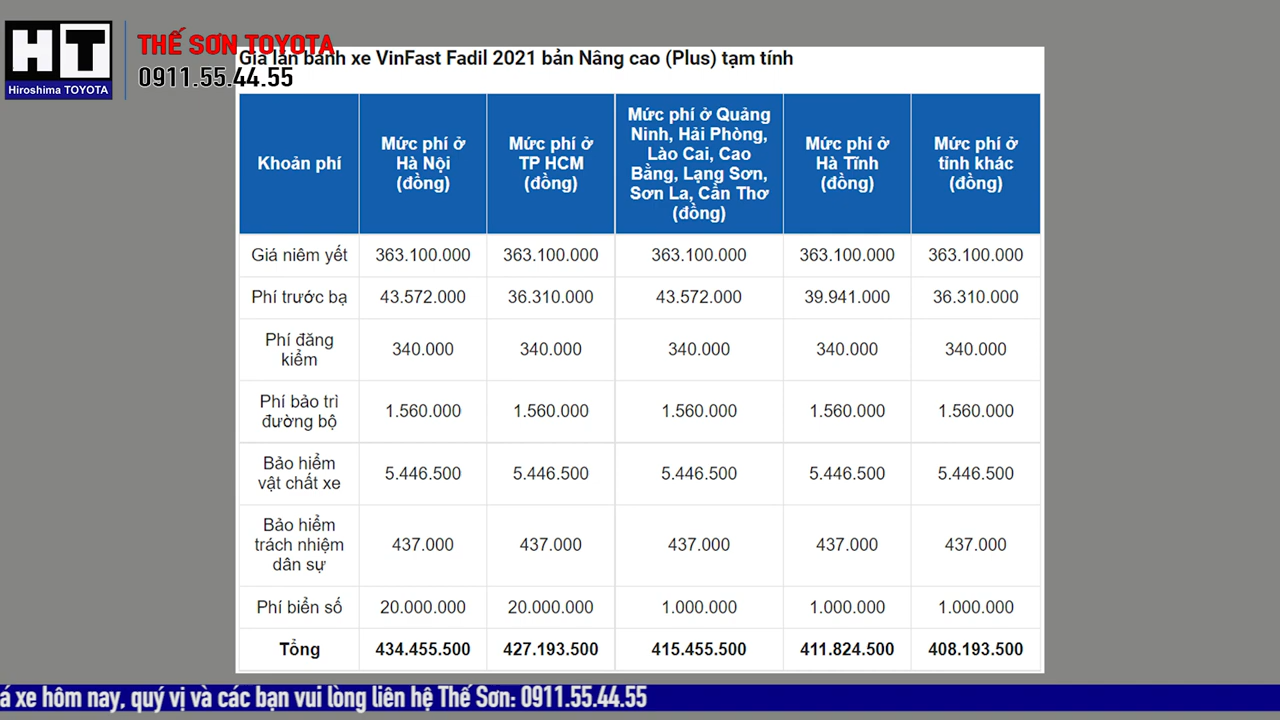 HT
Hiroshima TOYOTA
THẾ SƠN TOYOTA
0911.55.44.55
Giá lăn bánh xe VinFast Fadil 2021 bản Nâng cao (Plus) tạm tính
Khoản phí
Mức phí ở
Hà Nội
(đồng)
Mức phí ở
TP HCM
(đồng)
Mức phí ở Quảng
Ninh, Hải Phòng,
Lào Cai, Cao
Bằng, Lạng Sơn,
Sơn La, Cần Thơ
(đồng)
Mức phí ở
Hà Tĩnh
(đồng)
Mức phí ở
tỉnh khác
(đồng)
Giá niêm yết 363.100.000 363.100.000 363.100.000 363.100.000 363.100.000
Phí trước bạ 43.572.000 36.310.000 43.572.000 39.941.000 36.310.000
Phí đăng
kiểm
340.000 340.000 340.000 340.000 340.000
Phí bảo trì
đường bộ
1.560.000 1.560.000 1.560.000 1.560.000 1.560.000
Bảo hiểm
vật chất xe
5.446.500 5.446.500 5.446.500 5.446.500 5.446.500
Bảo hiểm
trách nhiệm
dân sự
437.000 437.000 437.000 437.000 437.000
Phí biển số 20.000.000 20.000.000 1.000.000 1.000.000 1.000.000
Tổng 434.455.500 427.193.500 415.455.500 411.824.500 408.193.500
á xe hôm nay, quý vị và các bạn vui lòng liên hệ Thế Sơn: 0911.55.44.55